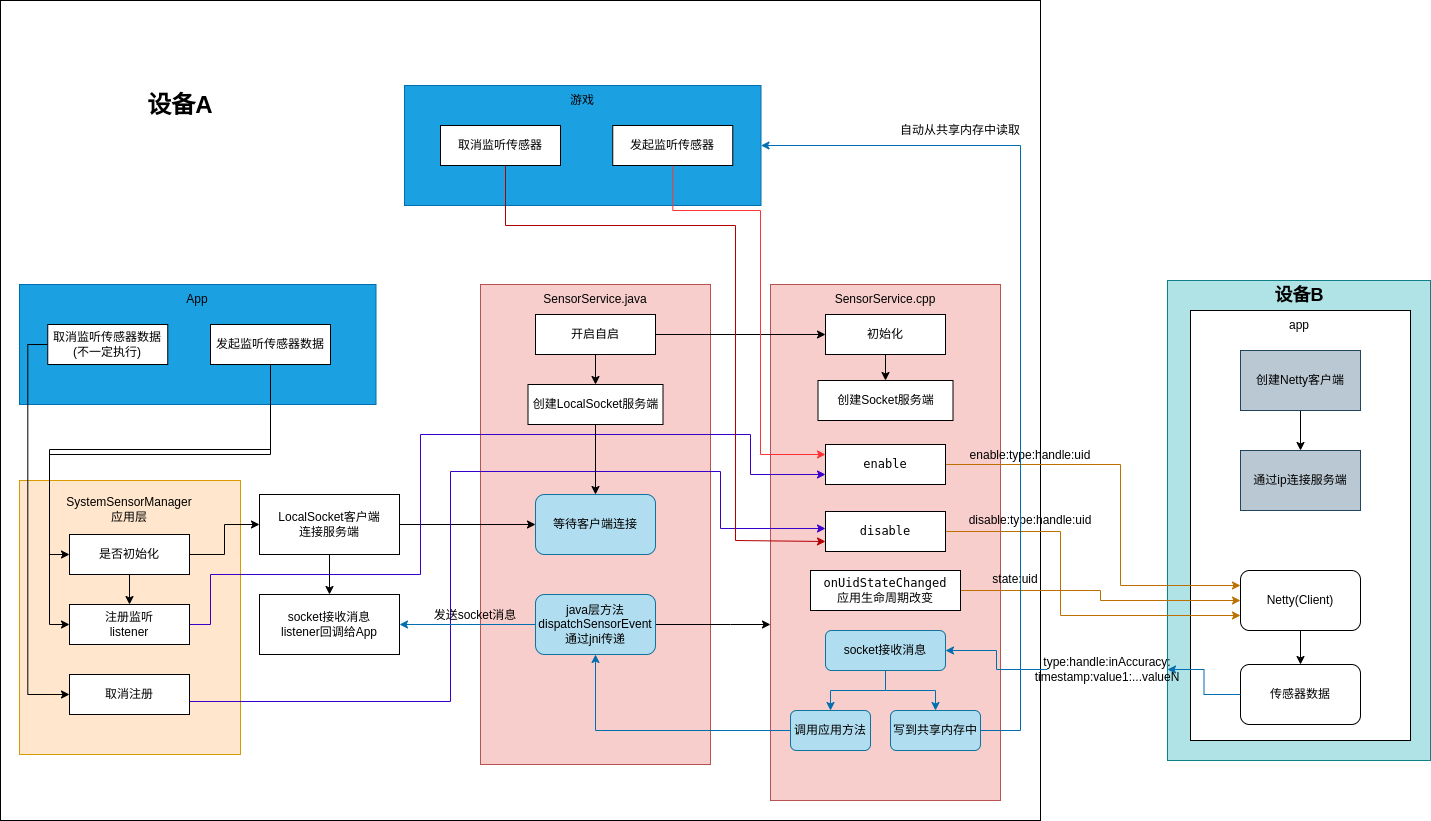 设备A
游戏
取消监听传感器
发起监听传感器
自动从共享内存中读取
App
取消监听传感器数据
(不一定执行)
发起监听传感器数据
SystemSensorManager
应用层
是否初始化
注册监听
listener
取消注册
LocalSocket客户端
连接服务端
socket接收消息
listener回调给App
发送socket消息
SensorService.java
开启自启
创建LocalSocket服务端
等待客户端连接
java层方法
dispatchSensorEvent
通过jni传递
SensorService.cpp
初始化
创建Socket服务端
enable
disable
onUidStateChanged
应用生命周期改变
socket接收消息
调用应用方法
写到共享内存中
enable:type:handle:uid
disable:type:handle:uid
state:uid
type:handle:inAccuracy:
timestamp:value1:...valueN
设备B
app
创建Netty客户端
通过ip连接服务端
Netty(Client)
传感器数据